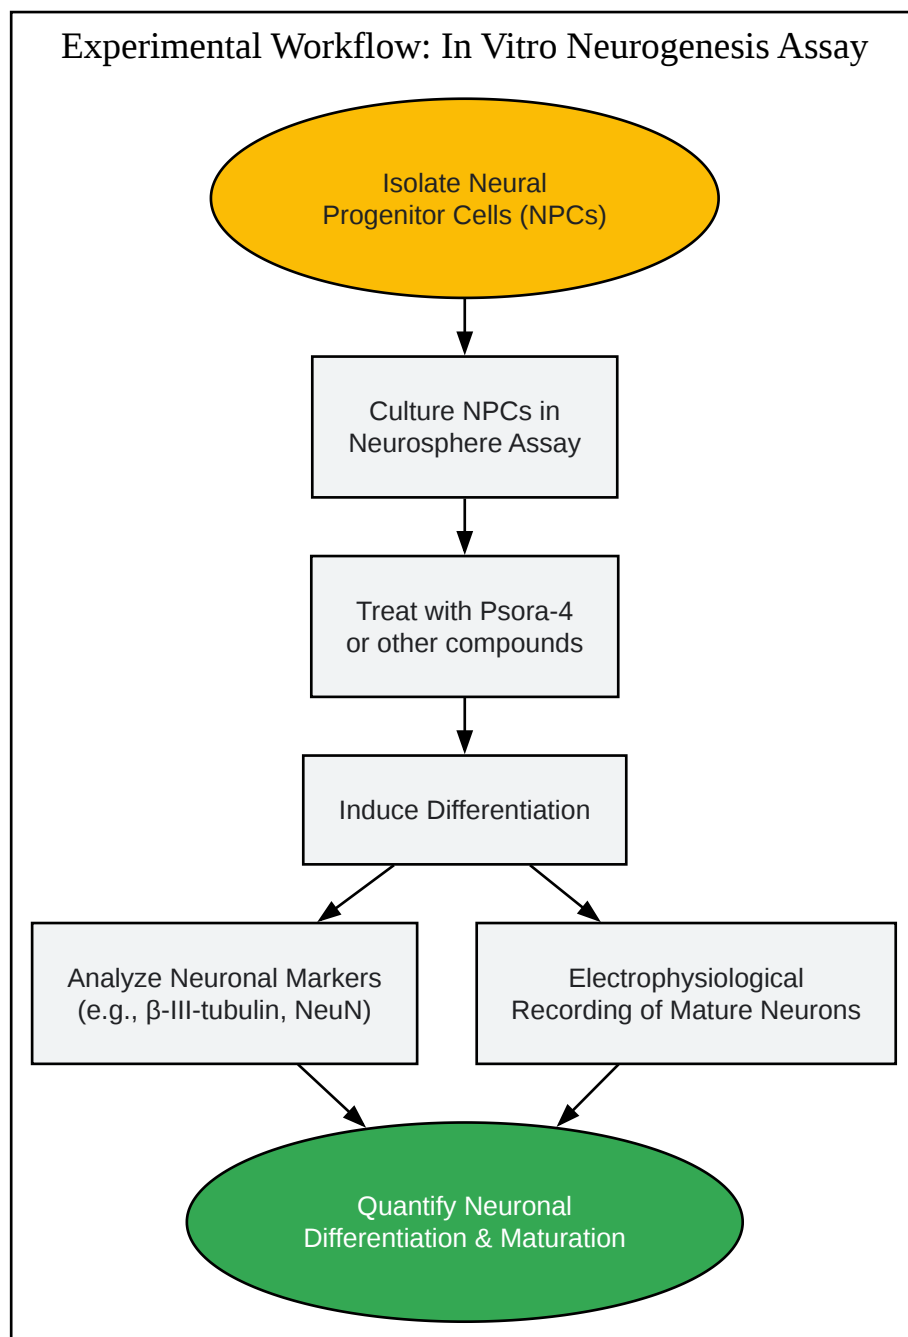 Experimental Workflow: In Vitro Neurogenesis Assay
Isolate Neural
Progenitor Cells (NPCs)
Culture NPCs in
Neurosphere Assay
Treat with Psora-4
or other compounds
Induce Differentiation
Analyze Neuronal Markers
(e.g., β-III-tubulin, NeuN)
Electrophysiological
Recording of Mature Neurons
Quantify Neuronal
Differentiation & Maturation